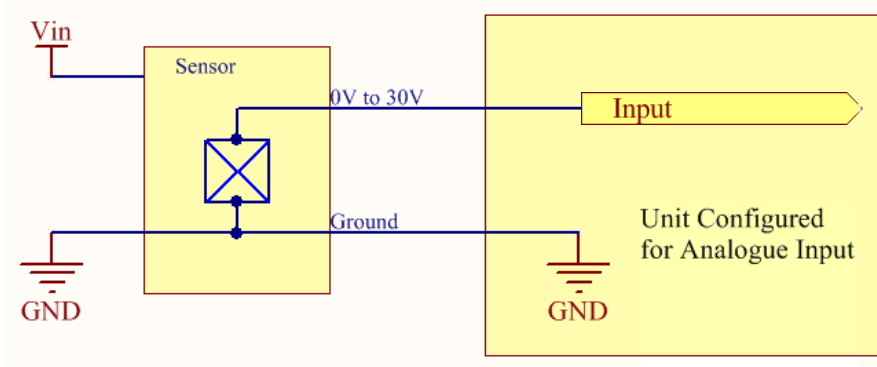 Vin
Sensor
0V to 30V
Input
Ground
Unit Configured
for Analogue Input
GND
GND